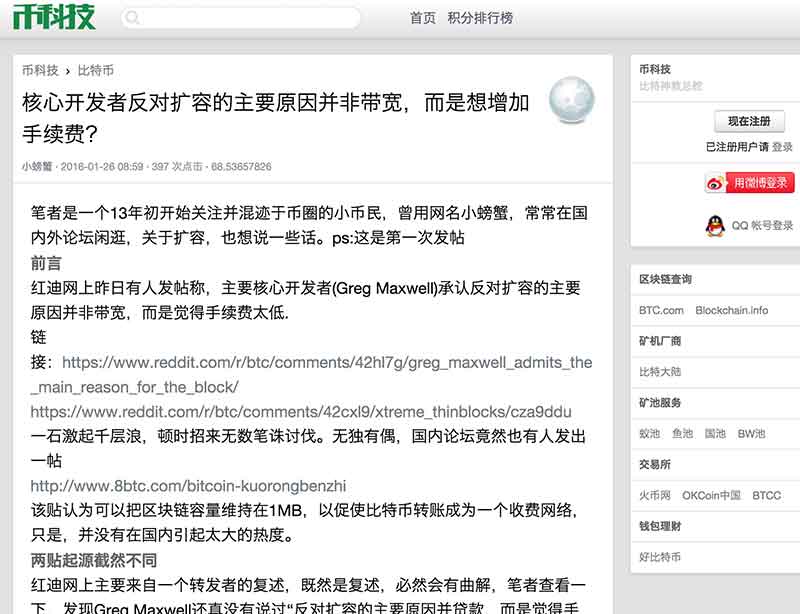 币科技
首页 积分排行榜
币科技 › 比特币
核心开发者反对扩容的主要原因并非带宽，而是想增加
手续费？
小螃蟹 · 2016-01-26 08:59 · 397 次点击 · 68.53657826
笔者是一个13年初开始关注并混迹于币圈的小币民，曾用网名小螃蟹，常常在国
内外论坛闲逛，关于扩容，也想说一些话。ps:这是第一次发帖
前言
红迪网上昨日有人发帖称，主要核心开发者(Greg Maxwell)承认反对扩容的主要
原因并非带宽，而是觉得手续费太低.
链
接：https://www.reddit.com/r/btc/comments/42hl7g/greg_maxwell_admits_the
_main_reason_for_the_block/
https://www.reddit.com/r/btc/comments/42cxl9/xtreme_thinblocks/cza9ddu
一石激起千层浪，顿时招来无数笔诛讨伐。无独有偶，国内论坛竟然也有人发出
一帖
http://www.8btc.com/bitcoin-kuorongbenzhi
该贴认为可以把区块链容量维持在1MB，以促使比特币转账成为一个收费网络，
只是，并没有在国内引起太大的热度。
两贴起源截然不同
红迪网上主要来自一个转发者的复述，既然是复述，必然会有曲解，笔者查看一
下，发现Greg Maxwell还真没有说过“反对扩容的主要原因并贷款，而是觉得手
币科技
比特神教总舵
现在注册
已注册用户请 登录
用微博登录
QQ 帐号登录
区块链查询
BTC.com Blockchain.info
矿机厂商
比特大陆
矿池服务
蚁池 鱼池 国池 BW池
交易所
火币网 OKCoin中国 BTCC
钱包理财
好比特币